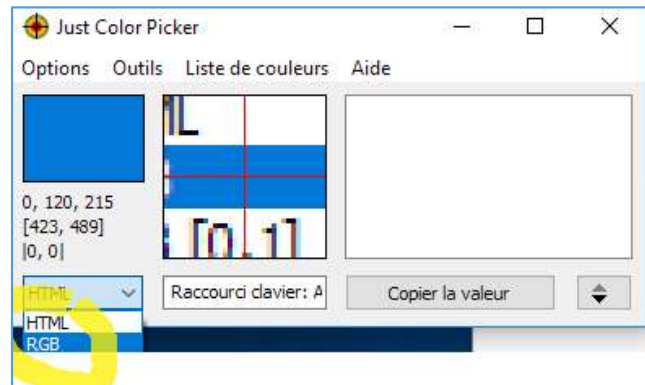 Just Color Picker
Options Outils Liste de couleurs Aide
0, 120, 215
[423, 489]
|0, 0|
HTML
Raccourci clavier: A
Copier la valeur
HTML
RGB